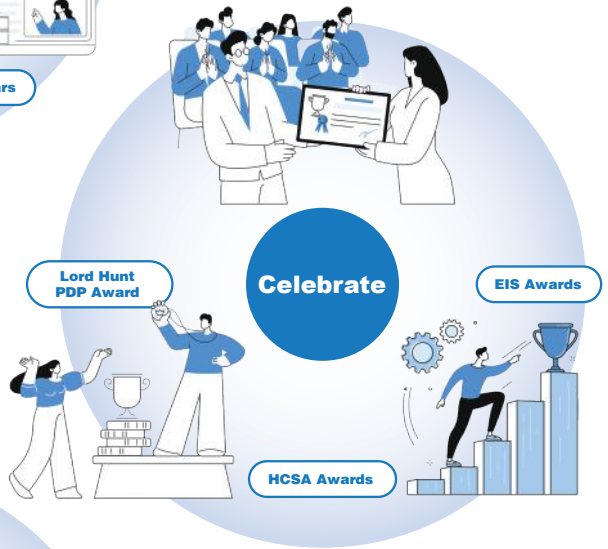 Celebrate
Lord Hunt
PDP Award
EIS Awards
HCSA Awards